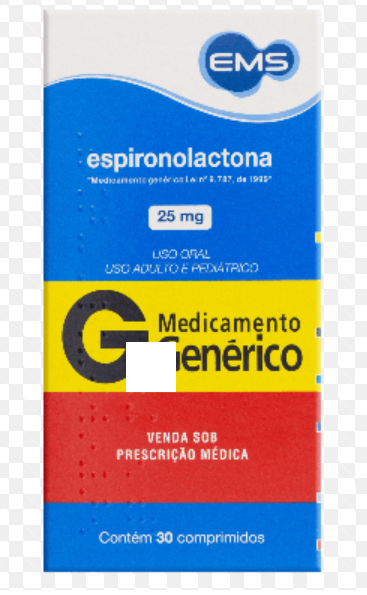 EMS
espironolactona
"Medicamento genérico Lei nº 9.787, de 1999"
25 mg
USO ORAL
USO ADULTO E PEDIÁTRICO
Medicamento
Genérico
VENDA SOB
PRESCRIÇÃO MÉDICA
Contém 30 comprimidos